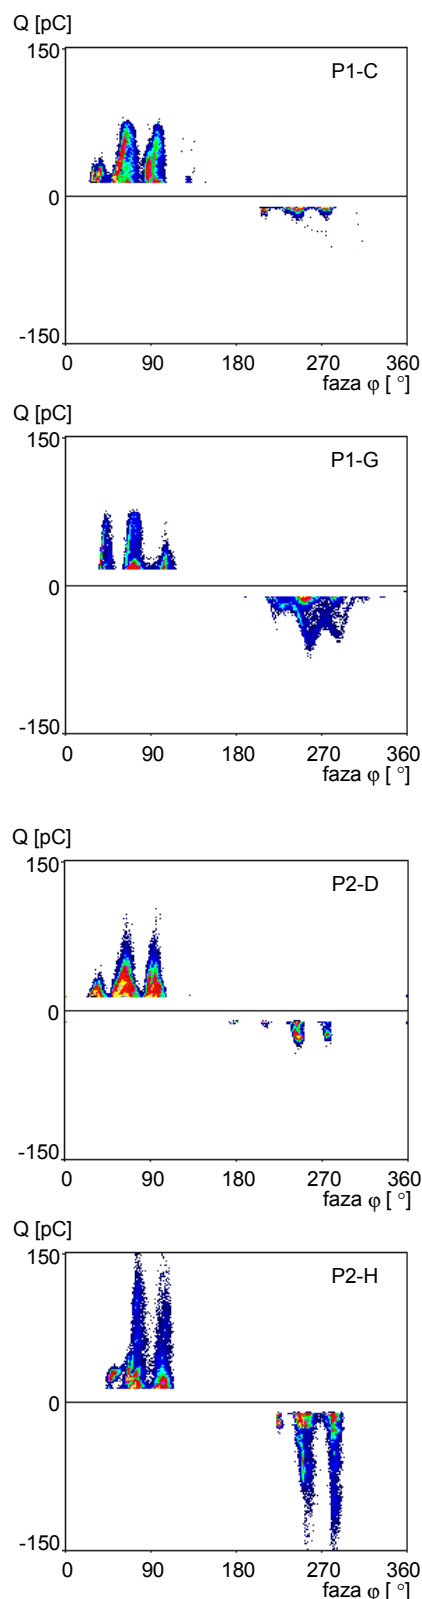 Q [pC]
150
P1-C
0
-150
0 90 180 270 360
faza φ [ °]
Q [pC]
150
P1-G
0
-150
0 90 180 270 360
faza φ [ °]
Q [pC]
150
P2-D
0
-150
0 90 180 270 360
faza φ [ °]
Q [pC]
150
P2-H
0
-150
0 90 180 270 360
faza φ [ °]